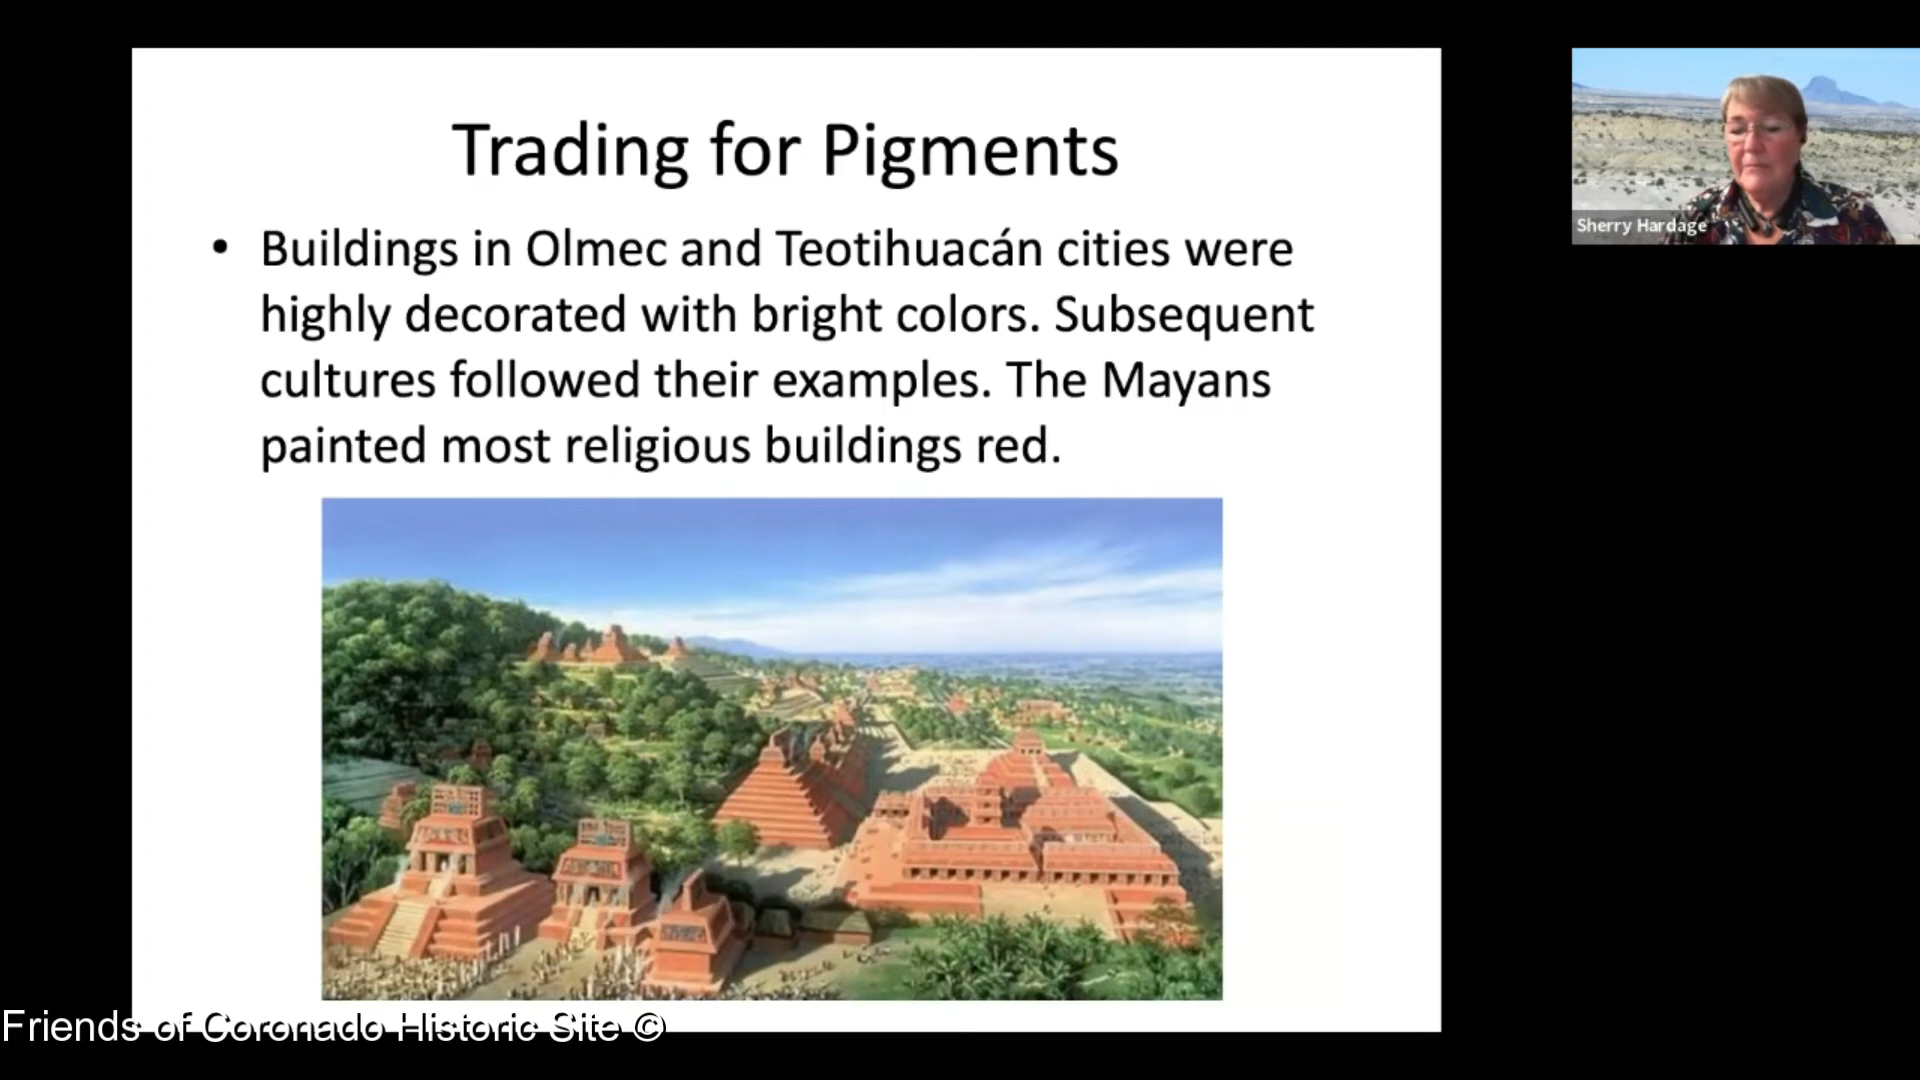 Trading for Pigments
• Buildings in Olmec and Teotihuacán cities were
highly decorated with bright colors. Subsequent
cultures followed their examples. The Mayans
painted most religious buildings red.
Sherry Hardage
Friends of Coronado Historic Site ©